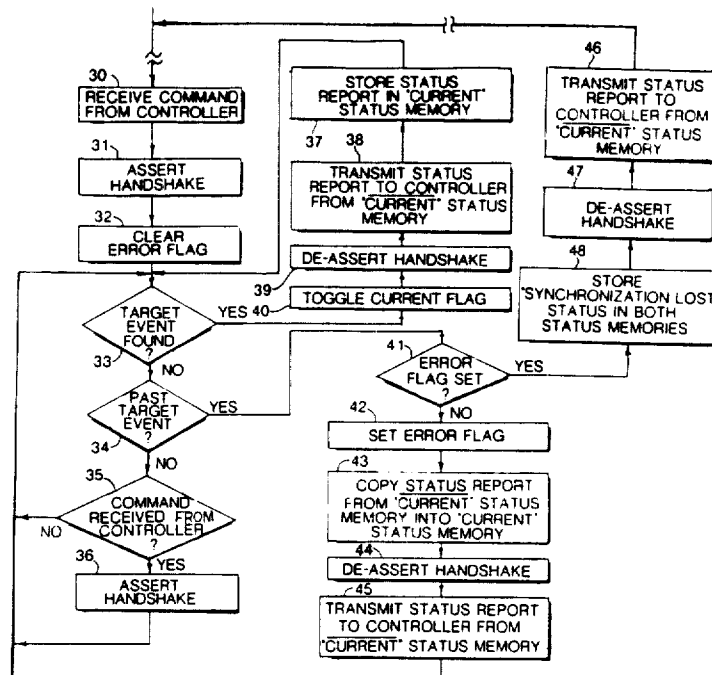 30
RECEIVE COMMAND
FROM CONTROLLER
31
ASSERT
HANDSHAKE
32
CLEAR
ERROR FLAG
TARGET
EVENT
FOUND
?
33
YES
NO
PAST
TARGET
EVENT
?
34
YES
NO
35
COMMAND
RECEIVED FROM
CONTROLLER
?
NO
YES
36
ASSERT
HANDSHAKE
STORE STATUS
REPORT IN "CURRENT"
STATUS MEMORY
37
38
TRANSMIT STATUS
REPORT TO CONTROLLER
FROM "CURRENT" STATUS
MEMORY
DE-ASSERT HANDSHAKE
39
TOGGLE CURRENT FLAG
40
41
ERROR
FLAG SET
?
YES
NO
42
SET ERROR FLAG
43
COPY STATUS REPORT
FROM "CURRENT" STATUS
MEMORY INTO "CURRENT"
STATUS MEMORY
44
DE-ASSERT HANDSHAKE
45
TRANSMIT STATUS REPORT
TO CONTROLLER FROM
"CURRENT" STATUS MEMORY
46
TRANSMIT STATUS
REPORT TO
CONTROLLER FROM
"CURRENT" STATUS
MEMORY
47
DE-ASSERT
HANDSHAKE
48
STORE
"SYNCHRONIZATION LOST"
STATUS IN BOTH
STATUS MEMORIES